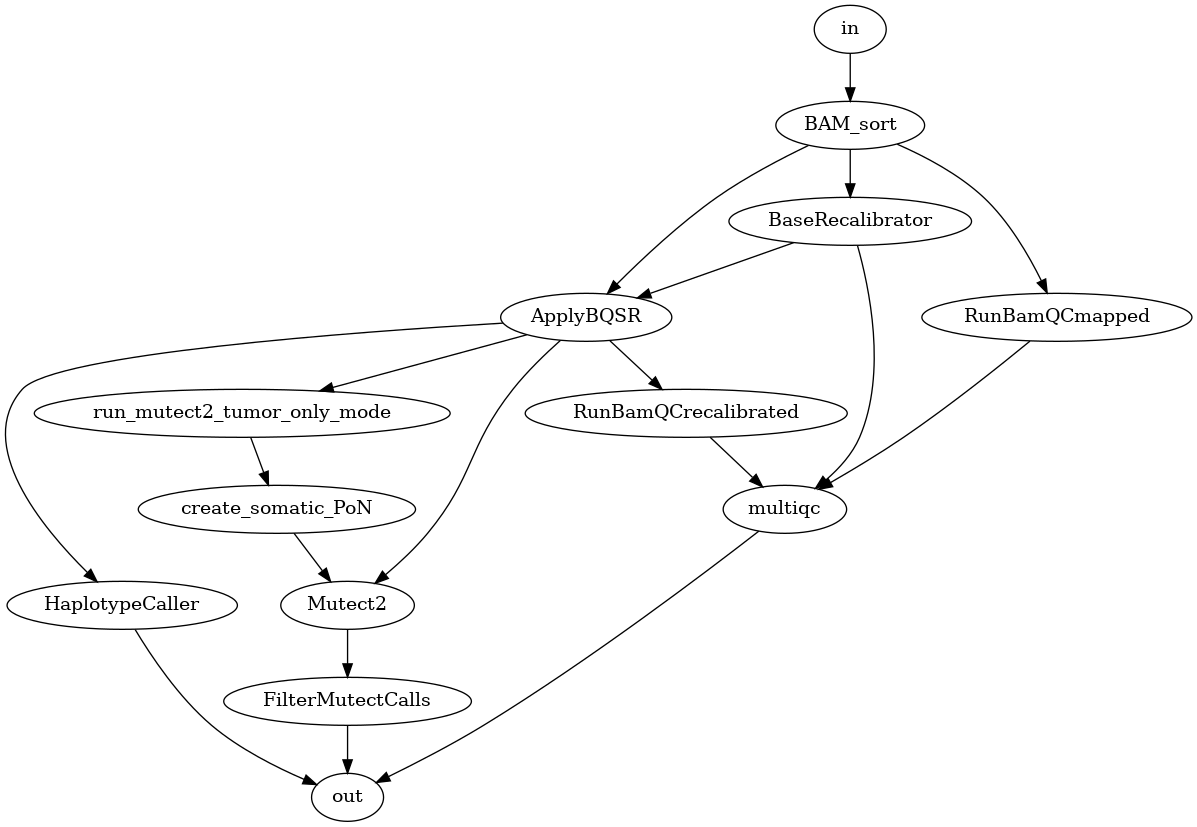 in
BAM_sort
BaseRecalibrator
ApplyBQSR
RunBamQCmapped
run_mutect2_tumor_only_mode
RunBamQCrecalibrated
create_somatic_PoN
multiqc
HaplotypeCaller
Mutect2
FilterMutectCalls
out